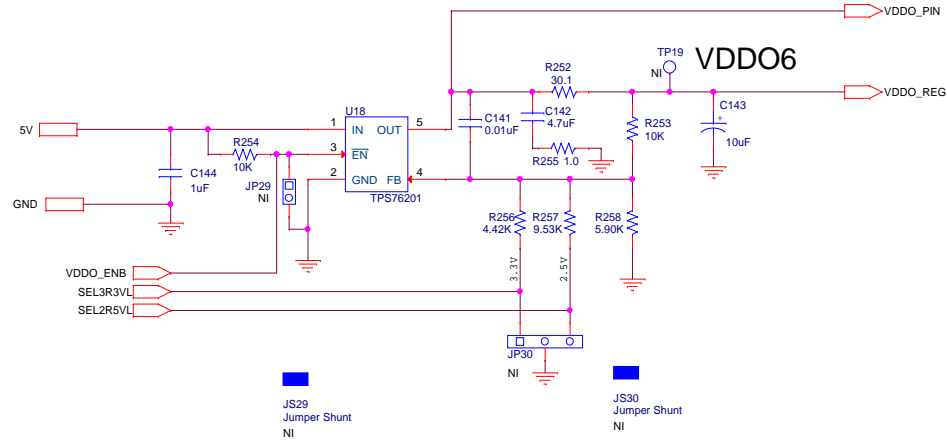 VDDO_PIN
TP19
VDDO6
NI
R252
30.1
VDDO_REG
U18
C141
0.01uF
C142
4.7uF
R253
10K
C143
+
10uF
5V
1
IN
OUT
5
R254
10K
3
EN
R255
1.0
C144
1uF
2
GND
FB
4
JP29
NI
TPS76201
GND
R256
4.42K
R257
9.53K
R258
5.90K
3.3V
2.5V
VDDO_ENB
SEL3R3VL
SEL2R5VL
JP30
NI
JS29
Jumper Shunt
NI
JS30
Jumper Shunt
NI